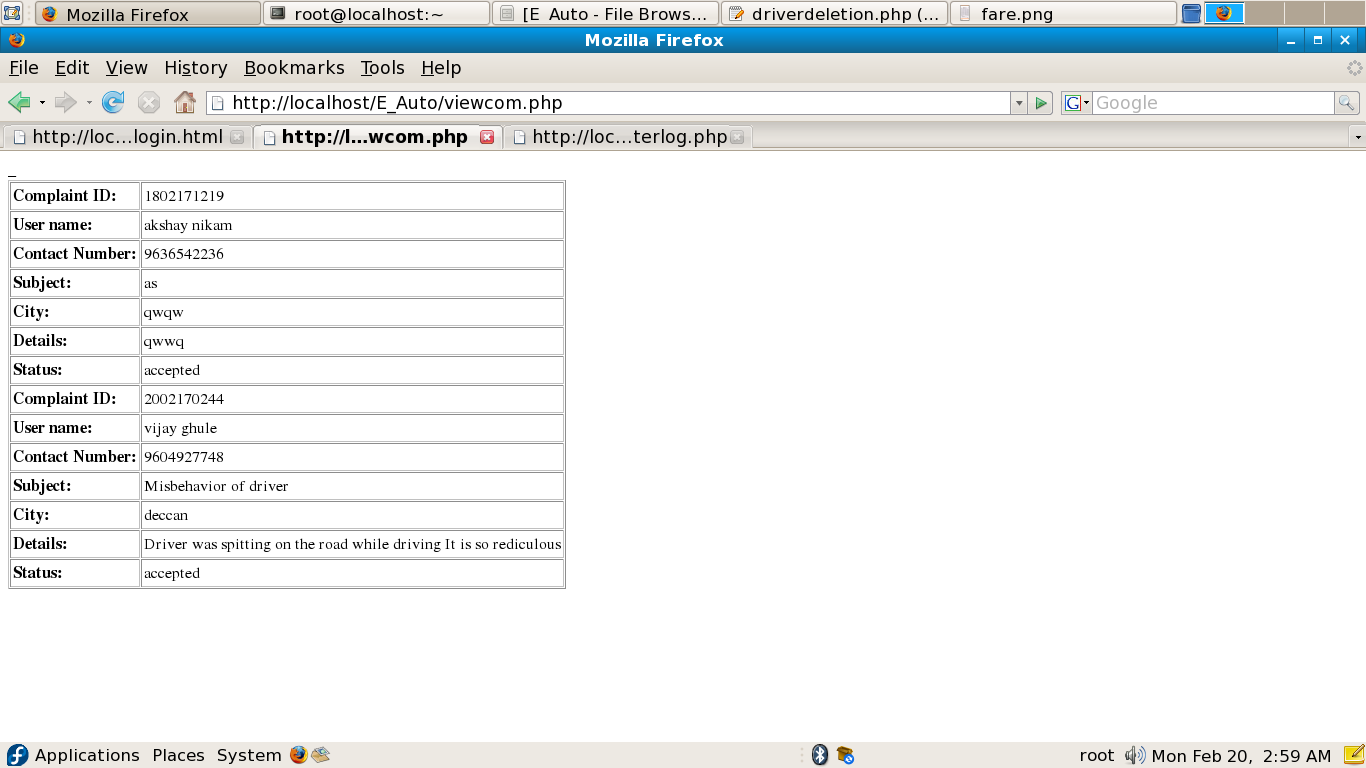 Mozilla Firefox
root@localhost:~
[E_Auto - File Brows...
driverdeletion.php (...
fare.png
Mozilla Firefox
File Edit View History Bookmarks Tools Help
http://localhost/E_Auto/viewcom.php
G
Google
http://loc...login.html
http://l...wcom.php
http://loc...terlog.php
_
Complaint ID: 1802171219
User name: akshay nikam
Contact Number: 9636542236
Subject: as
City: qwqw
Details: qwwq
Status: accepted
Complaint ID: 2002170244
User name: vijay ghule
Contact Number: 9604927748
Subject: Misbehavior of driver
City: deccan
Details: Driver was spitting on the road while driving It is so rediculous
Status: accepted
Applications Places System
root Mon Feb 20, 2:59 AM